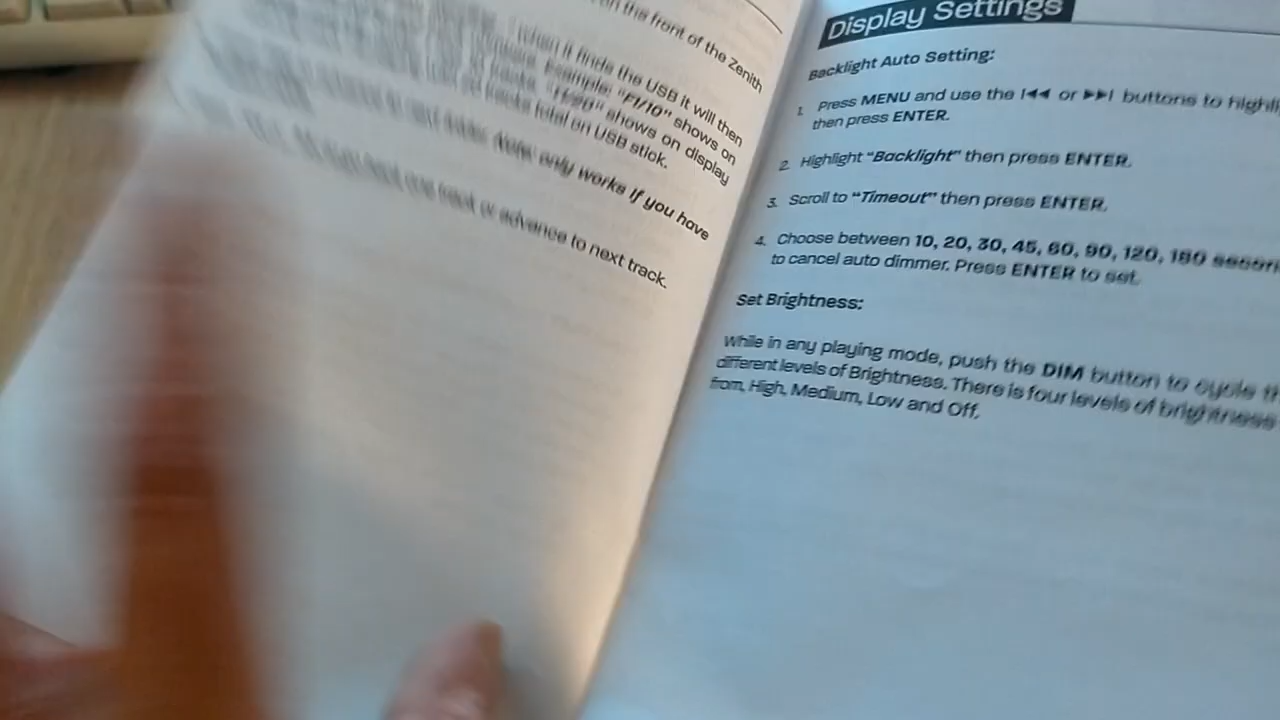 on the front of the Zenith
When it finds the USB it will then
Example: "F1/10" shows on
shows on display
tracks total on USB stick.
Note: only works if you have
track or advance to next track.
Display Settings
Backlight Auto Setting:
1. Press MENU and use the I◀◀ or ▶▶I buttons to highli
then press ENTER.
2. Highlight "Backlight" then press ENTER.
3. Scroll to "Timeout" then press ENTER.
4. Choose between 10, 20, 30, 45, 60, 90, 120, 180 secon
to cancel auto dimmer. Press ENTER to set.
Set Brightness:
While in any playing mode, push the DIM button to cycle th
different levels of Brightness. There is four levels of brightness
from, High, Medium, Low and Off.